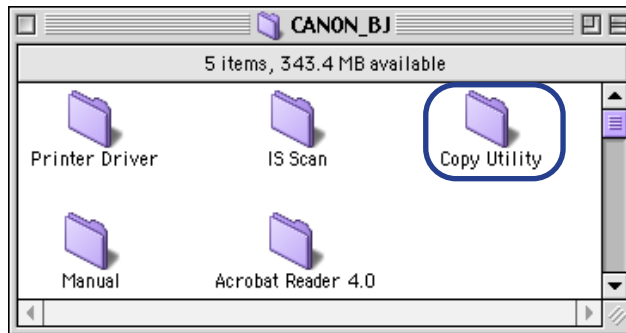 CANON_BJ
5 items, 343.4 MB available
Printer Driver
IS Scan
Copy Utility
Manual
Acrobat Reader 4.0